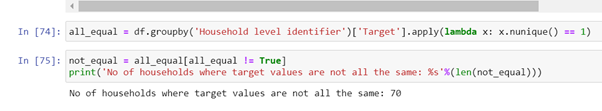 In [74]: all_equal = df.groupby('Household level identifier')['Target'].apply(lambda x: x.nunique() == 1)
In [75]: not_equal = all_equal[all_equal != True]
print('No of households where target values are not all the same: %s'%(len(not_equal)))
No of households where target values are not all the same: 70